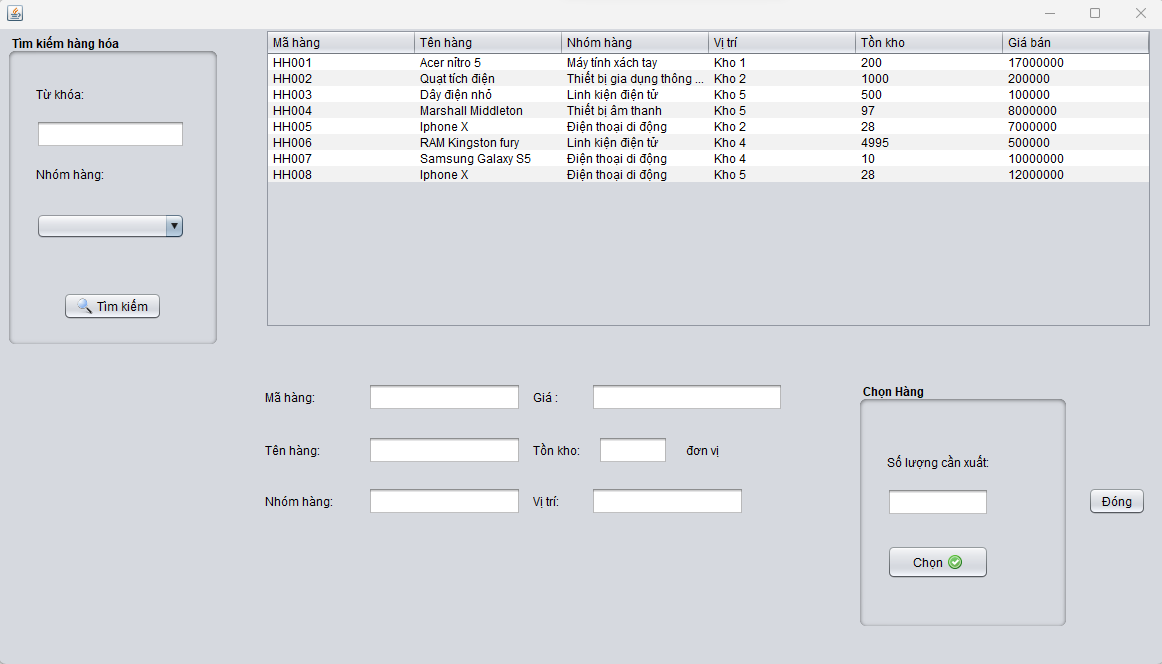 Tìm kiếm hàng hóa
Từ khóa:
Nhóm hàng:
Tìm kiếm
Mã hàng Tên hàng Nhóm hàng Vị trí Tồn kho Giá bán
HH001 Acer nitro 5 Máy tính xách tay Kho 1 200 17000000
HH002 Quạt tích điện Thiết bị gia dụng thông ... Kho 2 1000 200000
HH003 Dây điện nhỏ Linh kiện điện tử Kho 5 500 100000
HH004 Marshall Middleton Thiết bị âm thanh Kho 5 97 8000000
HH005 Iphone X Điện thoại di động Kho 2 28 7000000
HH006 RAM Kingston fury Linh kiện điện tử Kho 4 4995 500000
HH007 Samsung Galaxy S5 Điện thoại di động Kho 4 10 10000000
HH008 Iphone X Điện thoại di động Kho 5 28 12000000
Mã hàng: Giá :
Tên hàng: Tồn kho: đơn vị
Nhóm hàng: Vị trí:
Chọn Hàng
Số lượng cần xuất:
Chọn
Đóng